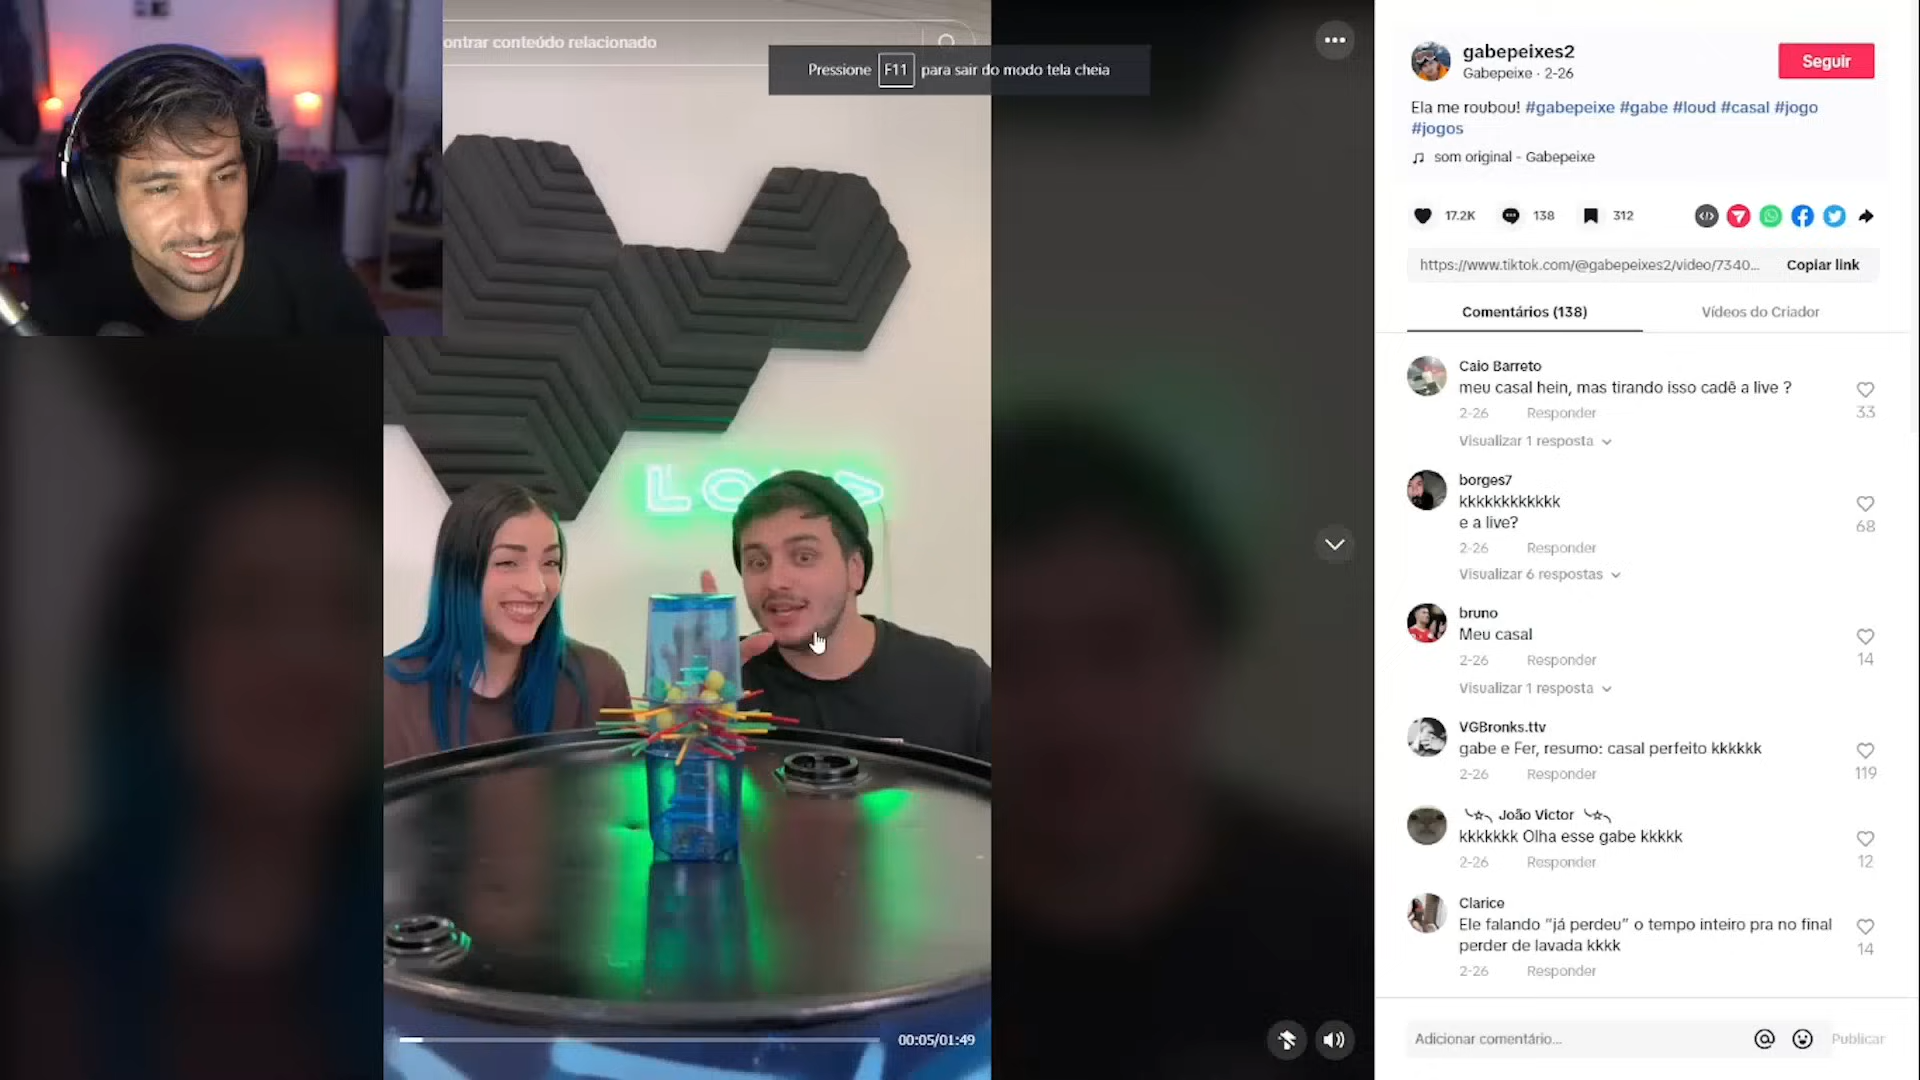 ontrar conteúdo relacionado
Pressione F11 para sair do modo tela cheia
LOUD
00:05/01:49
gabepeixes2
Gabepeixe · 2-26
Seguir
Ela me roubou! #gabepeixe #gabe #loud #casal #jogo
#jogos
som original - Gabepeixe
17.2K
138
312
https://www.tiktok.com/@gabepeixes2/video/7340...
Copiar link
Comentários (138)
Vídeos do Criador
Caio Barreto
meu casal hein, mas tirando isso cadê a live ?
2-26 Responder
33
Visualizar 1 resposta
borges7
kkkkkkkkkkkk
e a live?
68
2-26 Responder
Visualizar 6 respostas
bruno
Meu casal
2-26 Responder
14
Visualizar 1 resposta
VGBronks.ttv
gabe e Fer, resumo: casal perfeito kkkkkk
2-26 Responder
119
João Victor
kkkkkkk Olha esse gabe kkkkk
2-26 Responder
12
Clarice
Ele falando “já perdeu” o tempo inteiro pra no final
perder de lavada kkkk
14
2-26 Responder
Adicionar comentário...
Publicar